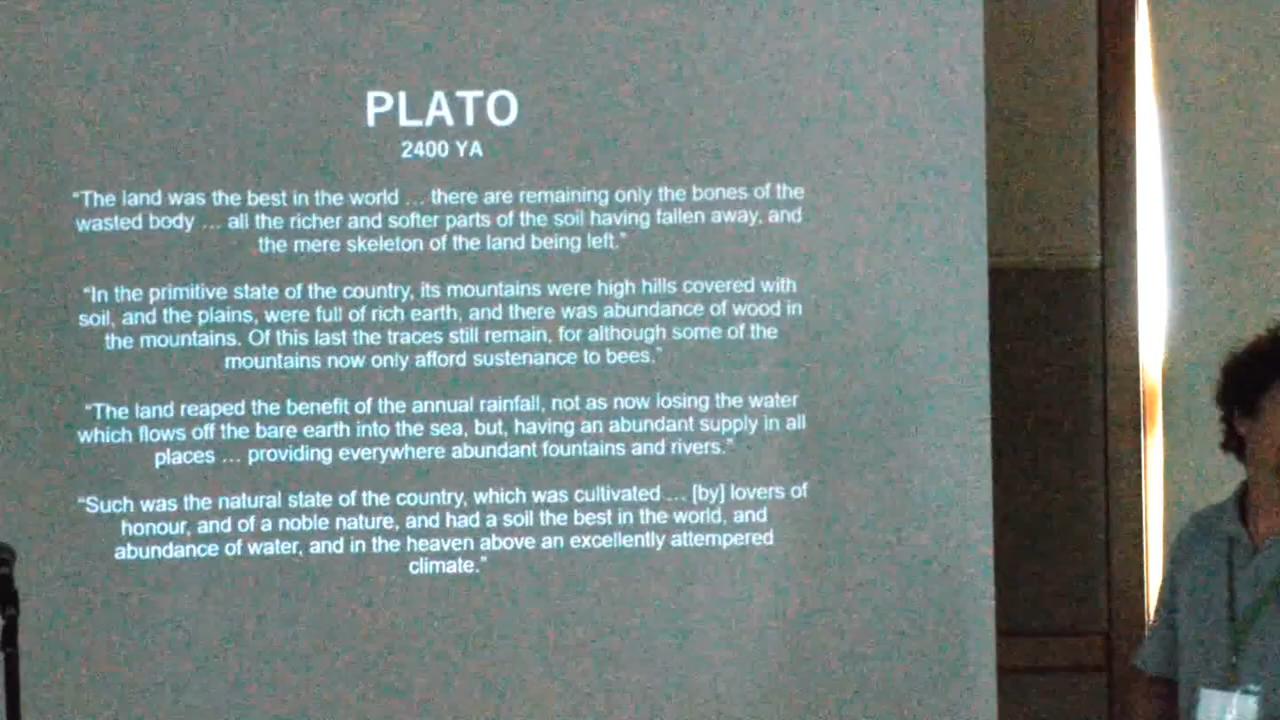 PLATO
2400 YA
“The land was the best in the world … there are remaining only the bones of the
wasted body … all the richer and softer parts of the soil having fallen away, and
the mere skeleton of the land being left.”
“In the primitive state of the country, its mountains were high hills covered with
soil, and the plains, were full of rich earth, and there was abundance of wood in
the mountains. Of this last the traces still remain, for although some of the
mountains now only afford sustenance to bees.”
“The land reaped the benefit of the annual rainfall, not as now losing the water
which flows off the bare earth into the sea, but, having an abundant supply in all
places … providing everywhere abundant fountains and rivers.”
“Such was the natural state of the country, which was cultivated … [by] lovers of
honour, and of a noble nature, and had a soil the best in the world, and
abundance of water, and in the heaven above an excellently attempered
climate.”